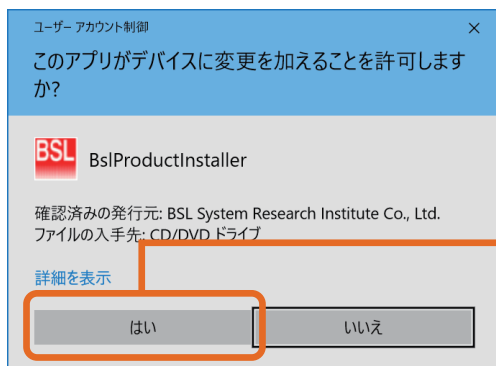 ユーザー アカウント制御
このアプリがデバイスに変更を加えることを許可します
か?
BSL
BslProductInstaller
確認済みの発行元: BSL System Research Institute Co., Ltd.
ファイルの入手先: CD/DVD ドライブ
詳細を表示
はい
いいえ